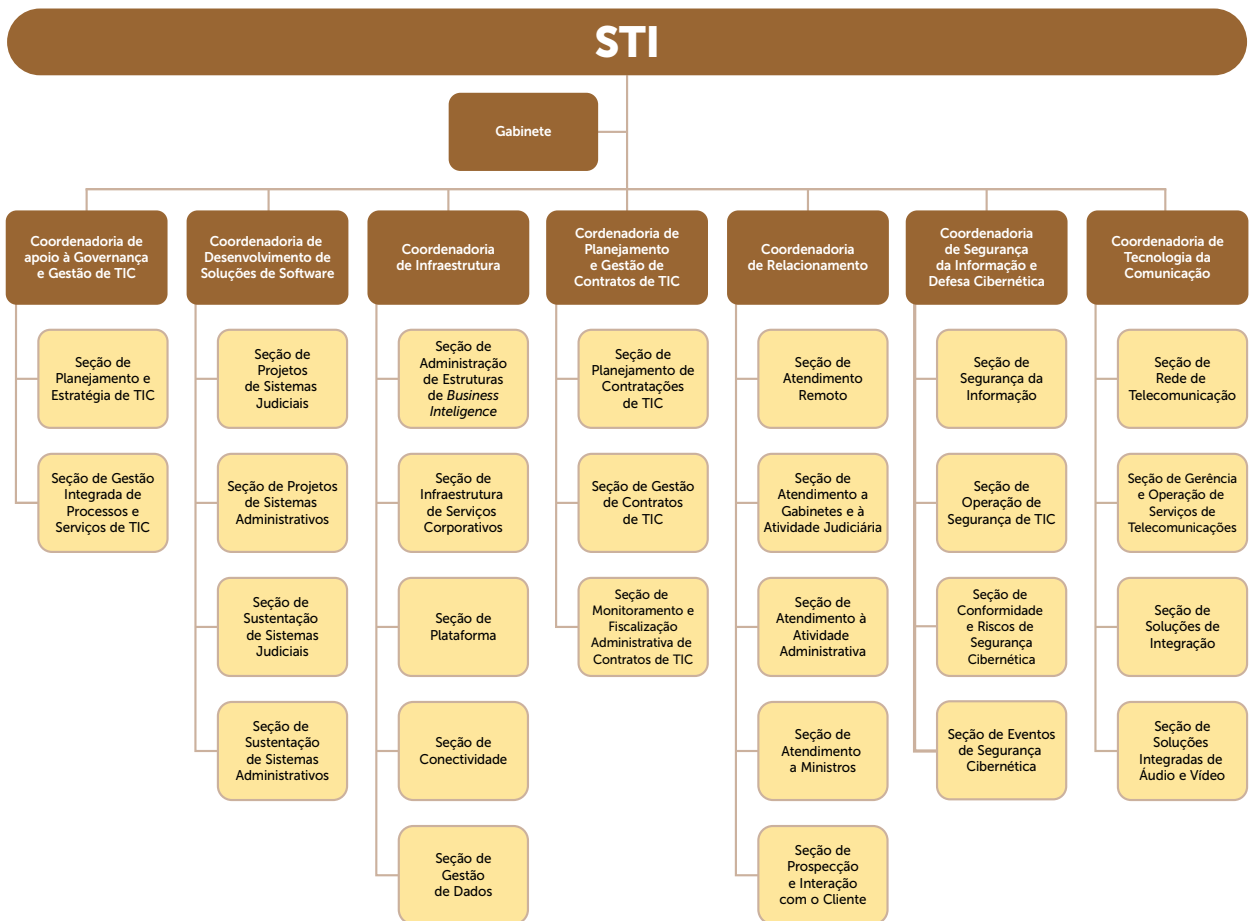 STI
Gabinete
Coordenadoria de
apoio à Governança
e Gestão de TIC
Seção de
Planejamento e
Estratégia de TIC
Seção de Gestão
Integrada de
Processos e
Serviços de TIC
Coordenadoria de
Desenvolvimento de
Soluções de Software
Seção de
Projetos
de Sistemas
Judiciais
Seção de Projetos
de Sistemas
Administrativos
Seção de
Sustentação
de Sistemas
Judiciais
Seção de
Sustentação
de Sistemas
Administrativos
Coordenadoria
de Infraestrutura
Seção de
Administração
de Estruturas
de Business
Inteligence
Seção de
Infraestrutura
de Serviços
Corporativos
Seção de
Plataforma
Seção de
Conectividade
Seção de
Gestão
de Dados
Coordenadoria de
Planejamento
e Gestão de
Contratos de TIC
Seção de
Planejamento de
Contratações
de TIC
Seção de Gestão
de Contratos
de TIC
Seção de
Monitoramento e
Fiscalização
Administrativa de
Contratos de TIC
Coordenadoria
de Relacionamento
Seção de
Atendimento
Remoto
Seção de
Atendimento a
Gabinetes e à
Atividade Judiciária
Seção de
Atendimento à
Atividade
Administrativa
Seção de
Atendimento
a Ministros
Seção de
Prospecção
e Interação
com o Cliente
Coordenadoria
de Segurança
da Informação e
Defesa Cibernética
Seção de
Segurança da
Informação
Seção de
Operação de
Segurança de TIC
Seção de
Conformidade
e Riscos de
Segurança
Cibernética
Seção de Eventos
de Segurança
Cibernética
Coordenadoria de
Tecnologia da
Comunicação
Seção de
Rede de
Telecomunicação
Seção de Gerência
e Operação de
Serviços de
Telecomunicações
Seção de
Soluções de
Integração
Seção de
Soluções
Integradas de
Áudio e Vídeo